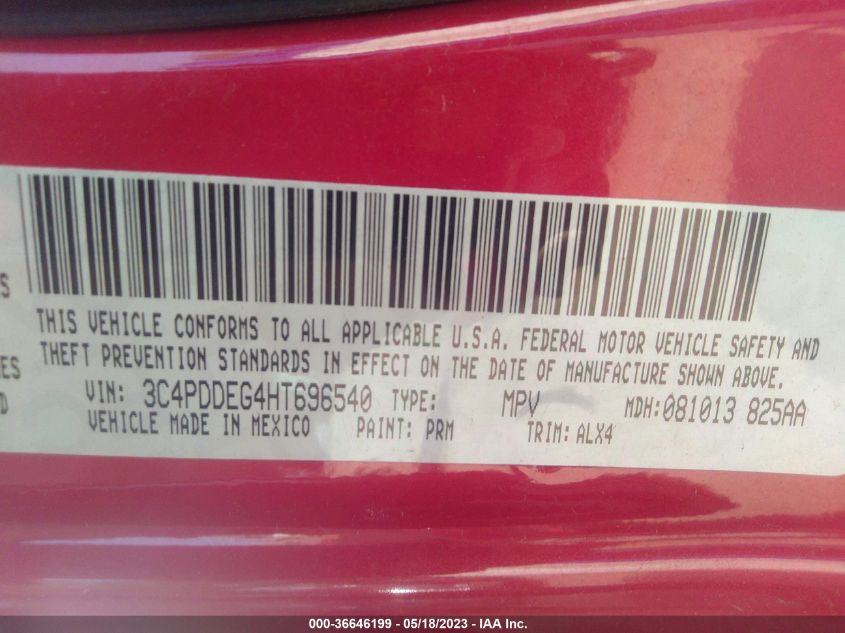 S
THIS VEHICLE CONFORMS TO ALL APPLICABLE U.S.A. FEDERAL MOTOR VEHICLE SAFETY AND
ES THEFT PREVENTION STANDARDS IN EFFECT ON THE DATE OF MANUFACTURE SHOWN ABOVE.
D VIN: 3C4PDDEG4HT696540 TYPE: MPV MDH:081013 825AA
VEHICLE MADE IN MEXICO PAINT: PRM TRIM: ALX4
000-36646199 - 05/18/2023 - IAA Inc.